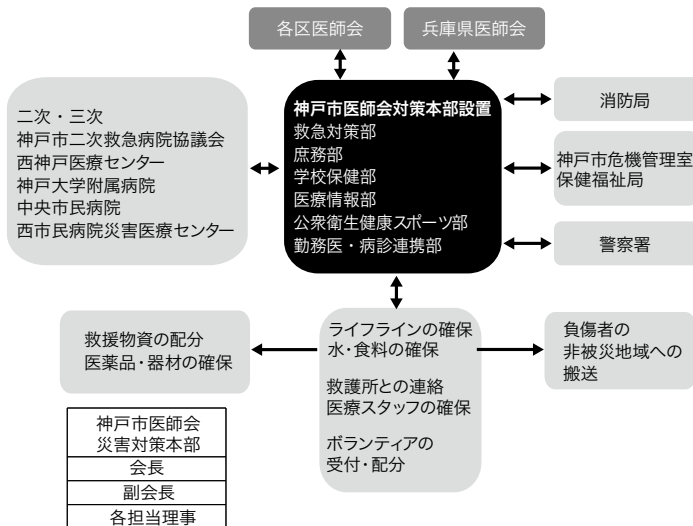 各区医師会
兵庫県医師会
二次・三次
神戸市二次救急病院協議会
西神戸医療センター
神戸大学附属病院
中央市民病院
西市民病院災害医療センター
神戸市医師会対策本部設置
救急対策部
庶務部
学校保健部
医療情報部
公衆衛生健康スポーツ部
勤務医・病診連携部
消防局
神戸市危機管理室
保健福祉局
警察署
救援物資の配分
医薬品・器材の確保
ライフラインの確保
水・食料の確保
救護所との連絡
医療スタッフの確保
ボランティアの
受付・配分
負傷者の
非被災地域への
搬送
神戸市医師会
災害対策本部
会長
副会長
各担当理事